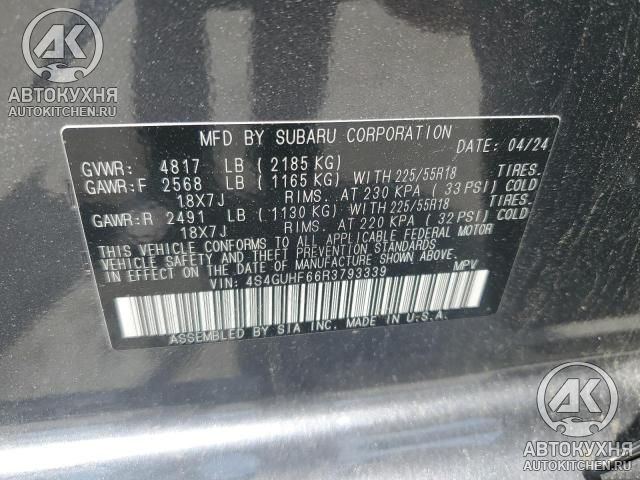 AK
АВТОКУХНЯ
AUTOKITCHEN.RU
MFD BY SUBARU CORPORATION
DATE: 04/24
GVWR: 4817 LB (2185 KG)
GAWR:F 2568 LB (1165 KG) WITH 225/55R18 TIRES.
18X7J RIMS. AT 230 KPA (33 PSI) COLD
GAWR:R 2491 LB (1130 KG) WITH 225/55R18 TIRES.
18X7J RIMS. AT 220 KPA (32 PSI) COLD
THIS VEHICLE CONFORMS TO ALL APPLICABLE FEDERAL MOTOR
VEHICLE SAFETY AND THEFT PREVENTION STANDARDS
IN EFFECT ON THE DATE OF MANUFACTURE SHOWN ABOVE.
VIN: 4S4GUHF66R3793339 MPV
ASSEMBLED BY SIA INC. MADE IN U.S.A.
AK
АВТОКУХНЯ
AUTOKITCHEN.RU